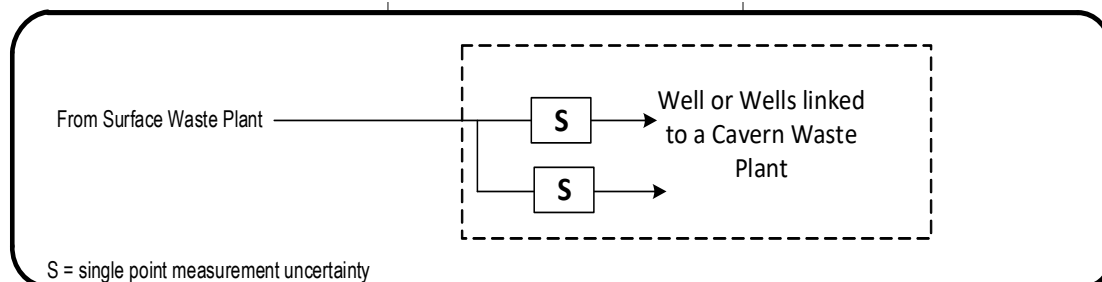 From Surface Waste Plant
S
Well or Wells linked
to a Cavern Waste
Plant
S
S = single point measurement uncertainty